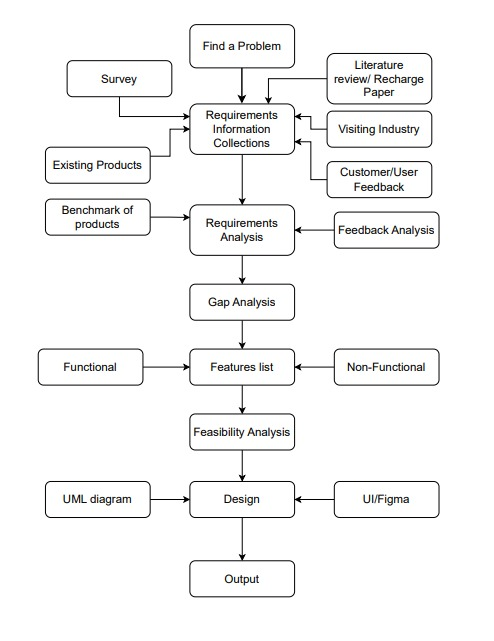 Find a Problem
Survey
Literature
review/ Recharge
Paper
Requirements
Information
Collections
Visiting Industry
Existing Products
Customer/User
Feedback
Benchmark of
products
Requirements
Analysis
Feedback Analysis
Gap Analysis
Functional
Features list
Non-Functional
Feasibility Analysis
UML diagram
Design
UI/Figma
Output